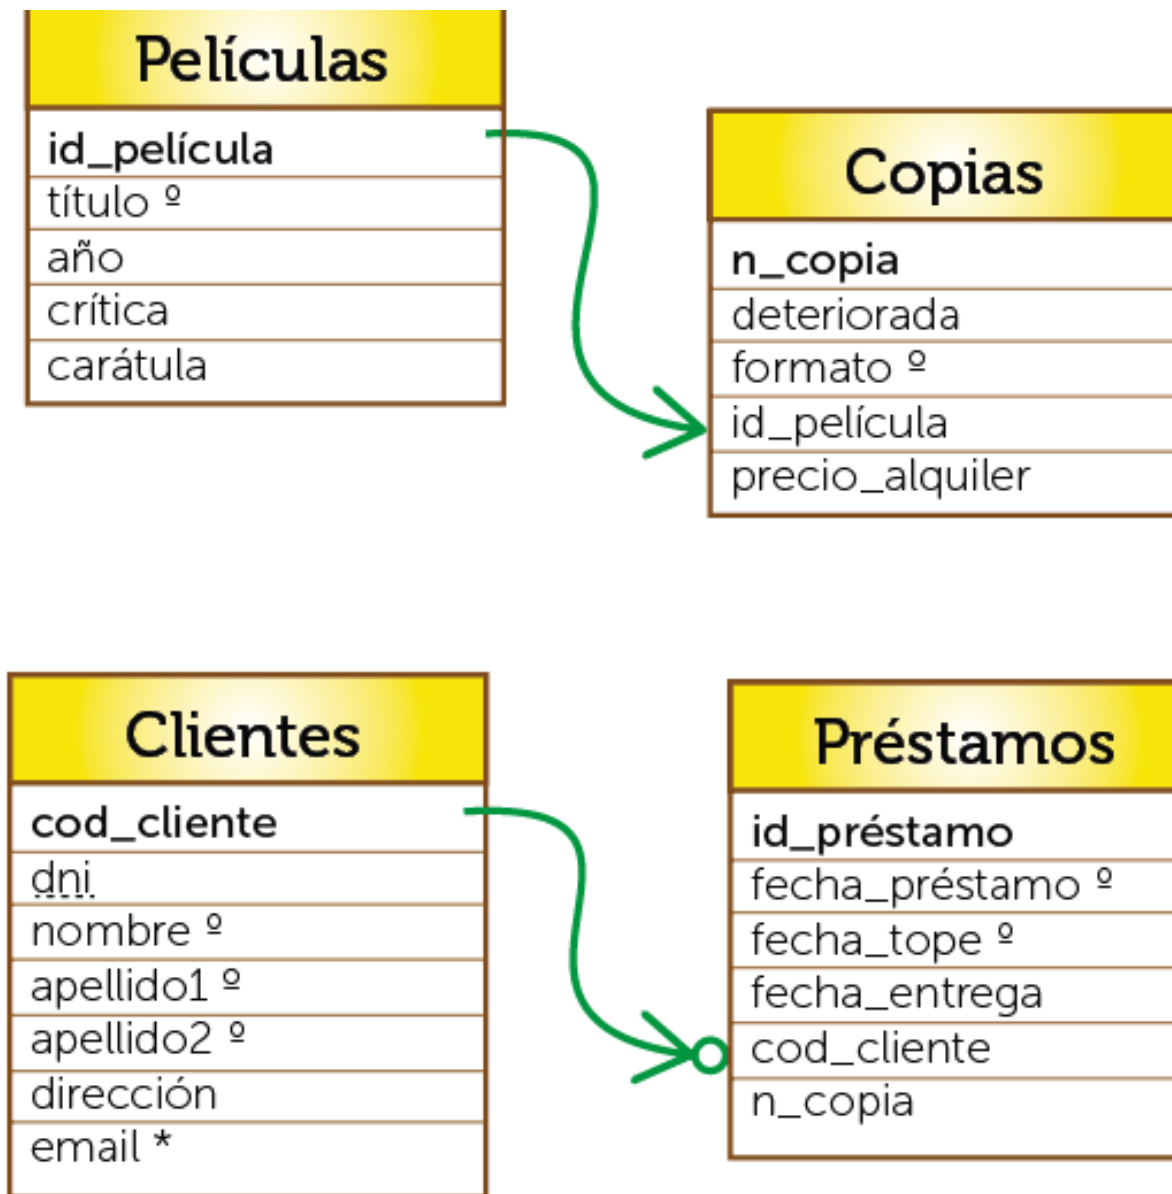 Películas
id_película
título º
año
crítica
carátula
Copias
n_copia
deteriorada
formato º
id_película
precio_alquiler
Clientes
cod_cliente
dni
nombre º
apellido1 º
apellido2 º
dirección
email *
Préstamos
id_préstamo
fecha_préstamo º
fecha_tope º
fecha_entrega
cod_cliente
n_copia